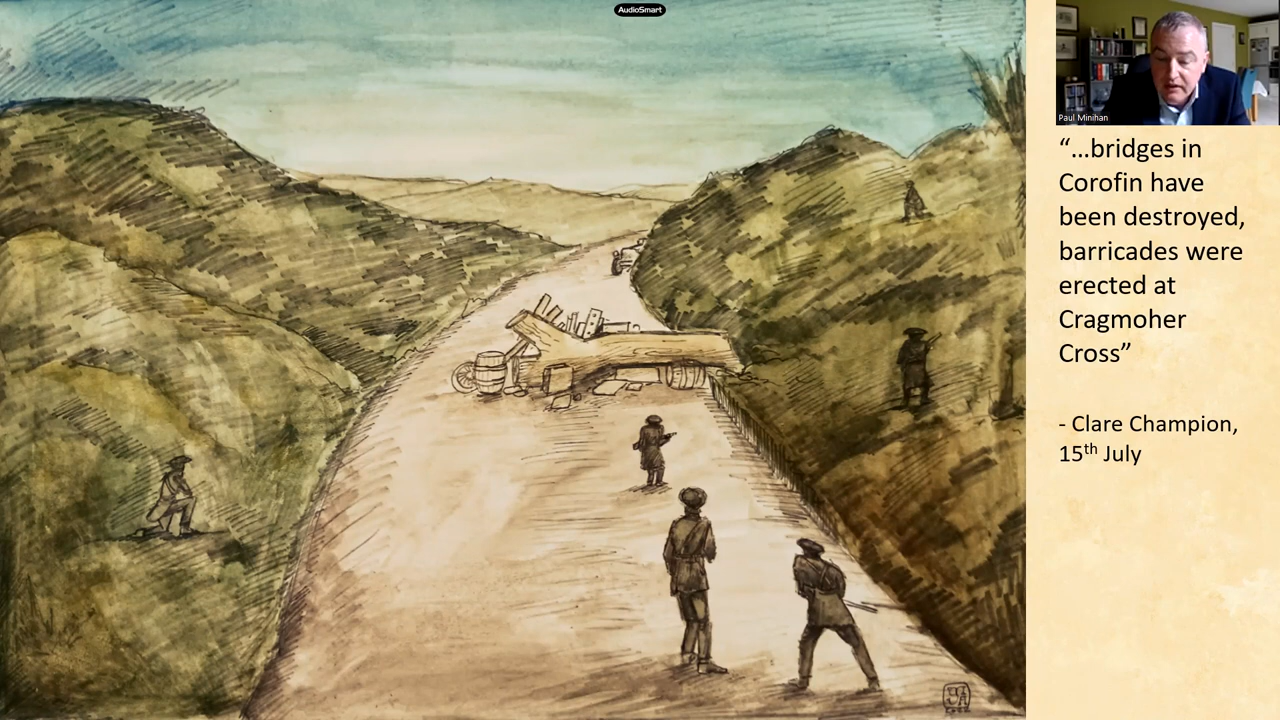 AudioSmart
Paul Minihan
“...bridges in
Corofin have
been destroyed,
barricades were
erected at
Cragmoher
Cross”
- Clare Champion,
15th July